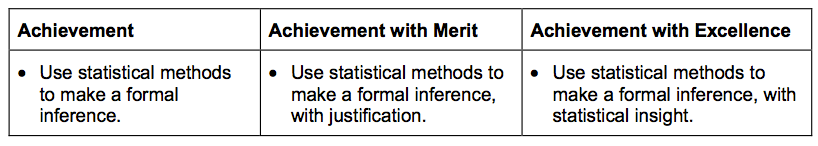 Achievement
Achievement with Merit
Achievement with Excellence
• Use statistical methods
to make a formal
inference.
• Use statistical methods to
make a formal inference,
with justification.
• Use statistical methods to
make a formal inference, with
statistical insight.